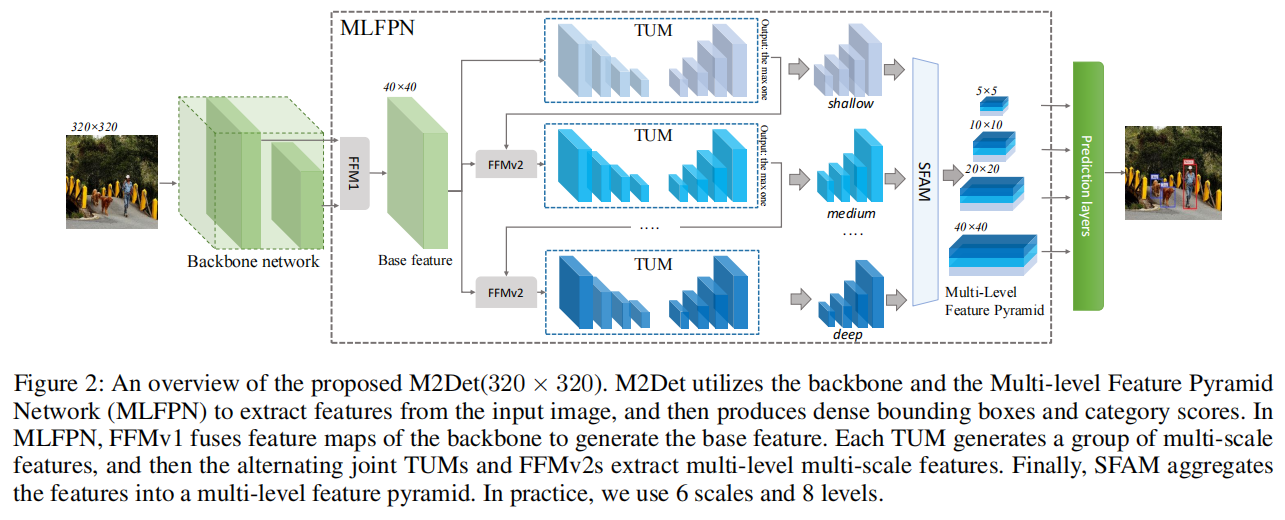 MLFPN
TUM
Output: the max one
shallow
40×40
320×320
FFM1
Base feature
Backbone network
FFMv2
TUM
Output: the max one
medium
....
....
FFMv2
TUM
deep
SFAM
5×5
10×10
20×20
40×40
Multi-Level
Feature Pyramid
Prediction layers
Figure 2: An overview of the proposed M2Det(320 × 320). M2Det utilizes the backbone and the Multi-level Feature Pyramid
Network (MLFPN) to extract features from the input image, and then produces dense bounding boxes and category scores. In
MLFPN, FFMv1 fuses feature maps of the backbone to generate the base feature. Each TUM generates a group of multi-scale
features, and then the alternating joint TUMs and FFMv2s extract multi-level multi-scale features. Finally, SFAM aggregates
the features into a multi-level feature pyramid. In practice, we use 6 scales and 8 levels.